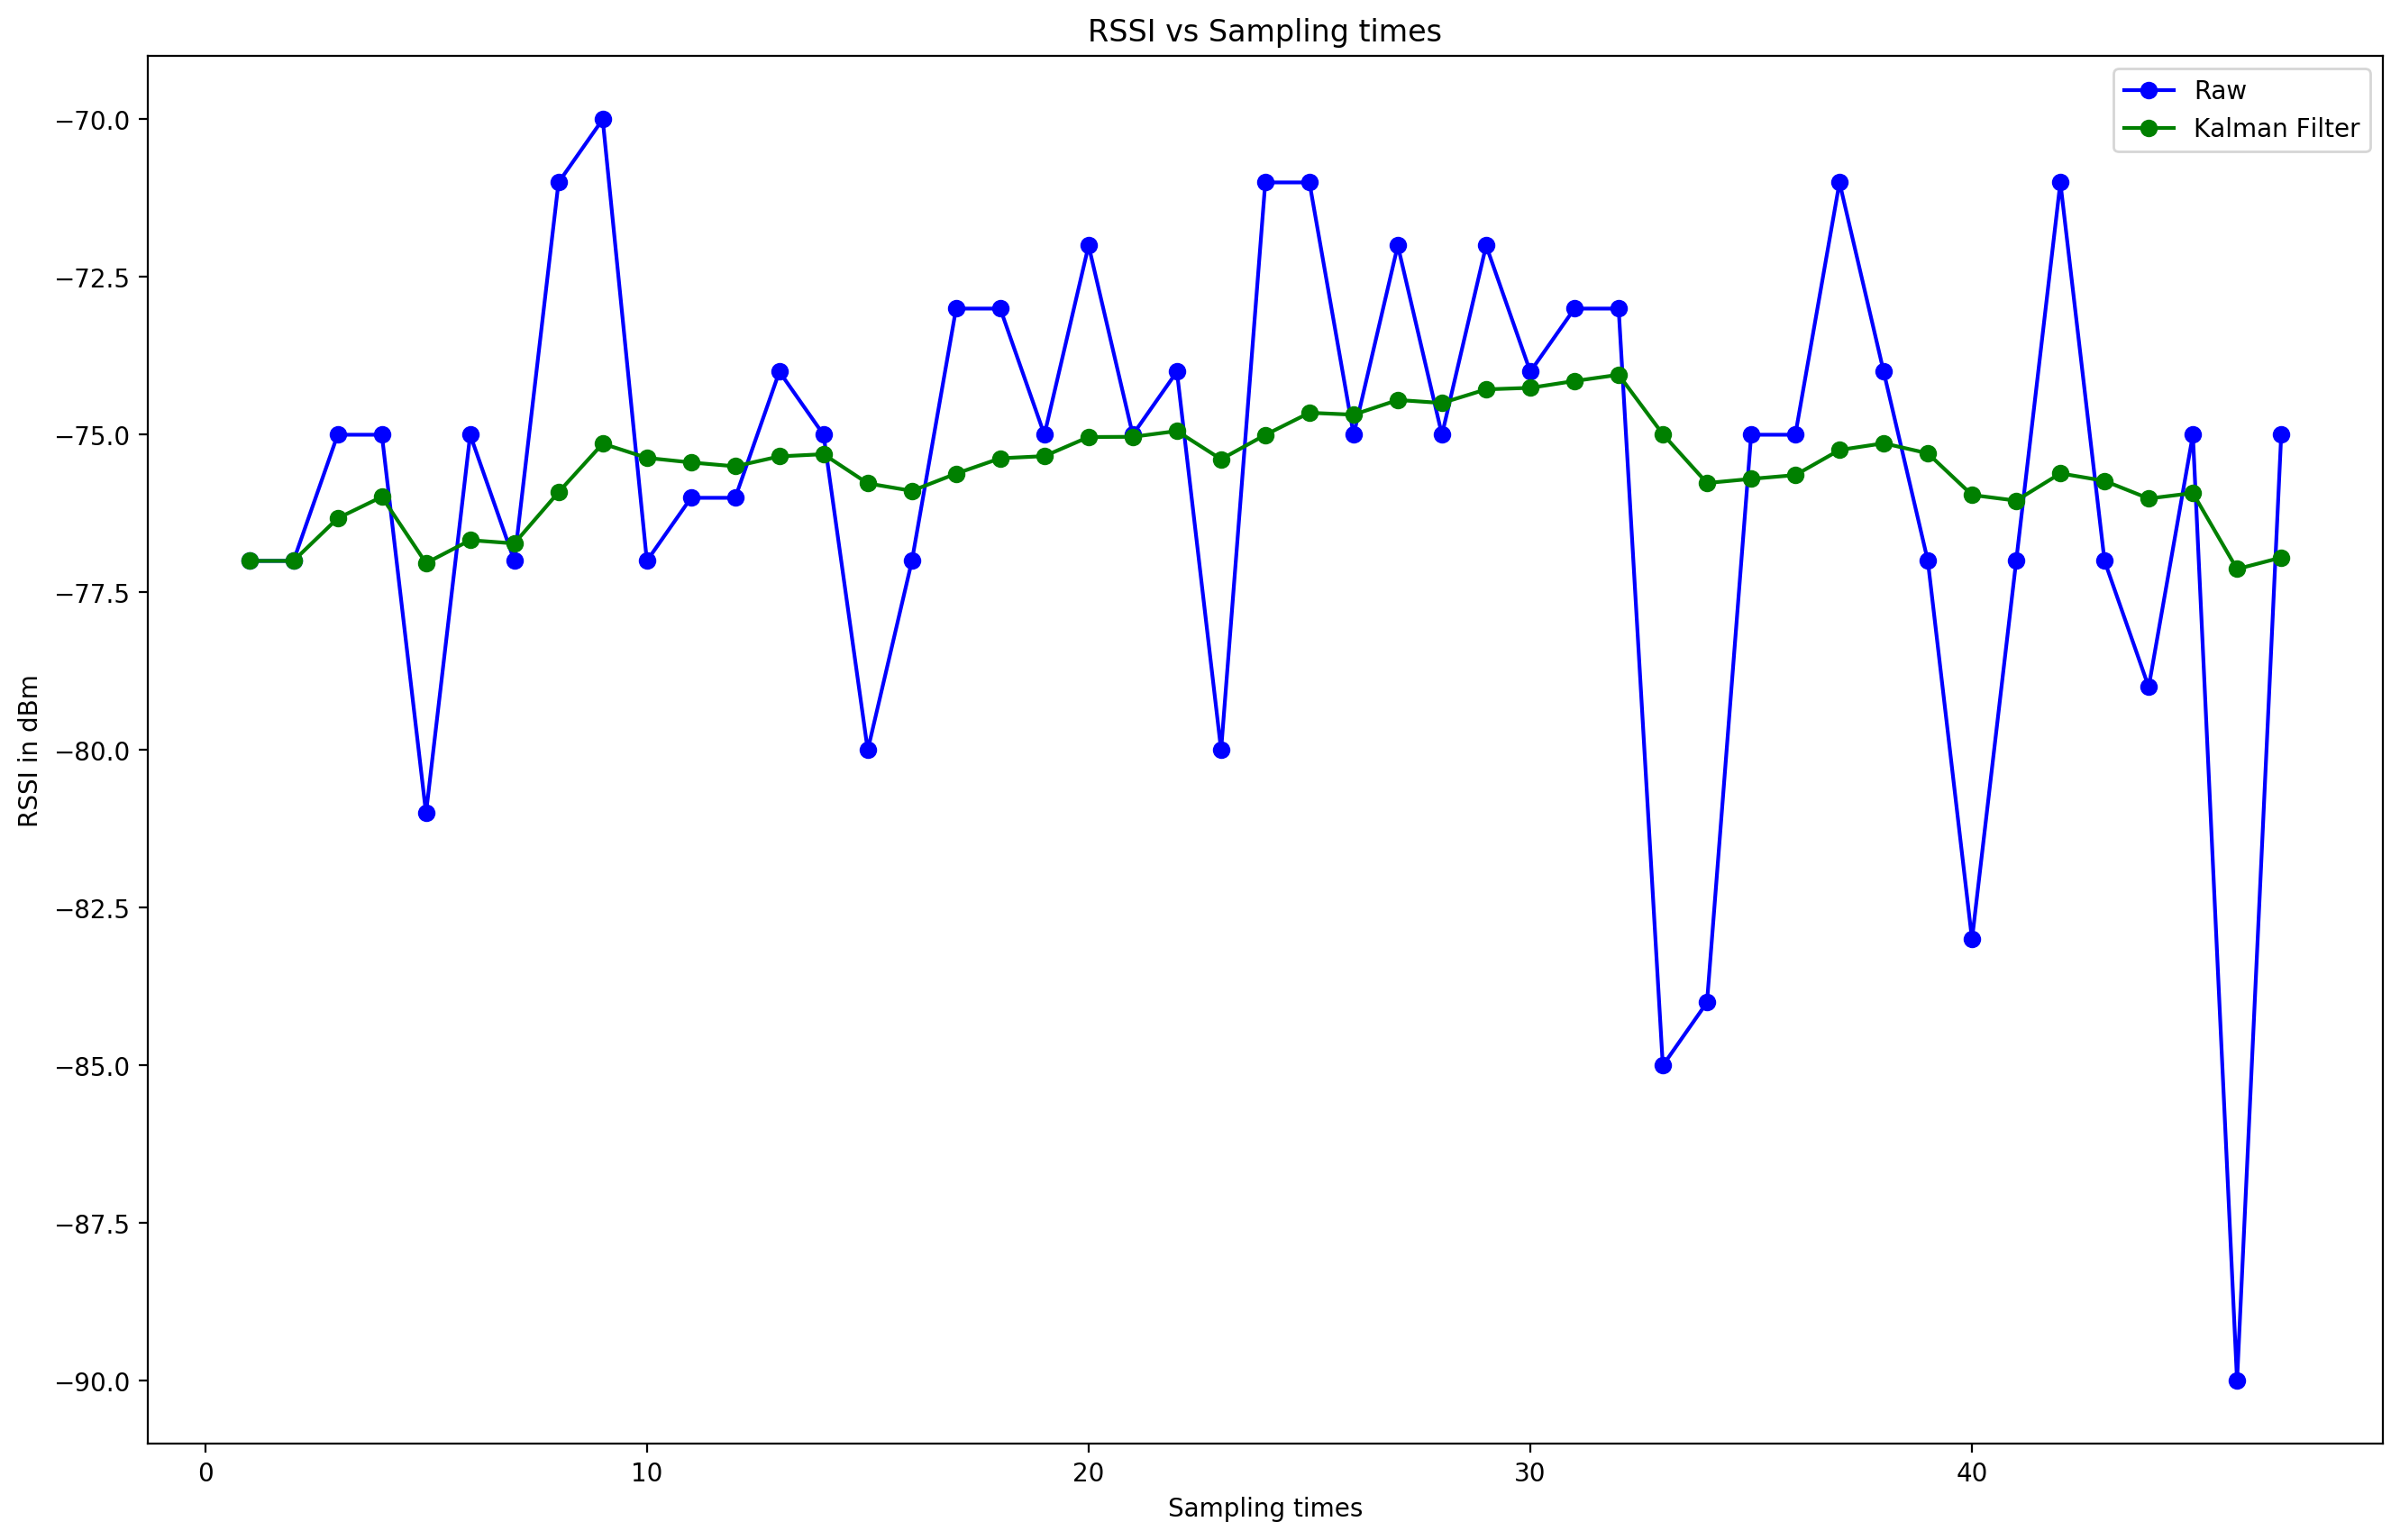 RSSI vs Sampling times
Raw
Kalman Filter
−70.0
−72.5
−75.0
−77.5
−80.0
−82.5
−85.0
−87.5
−90.0
RSSI in dBm
0 10 20 30 40
Sampling times